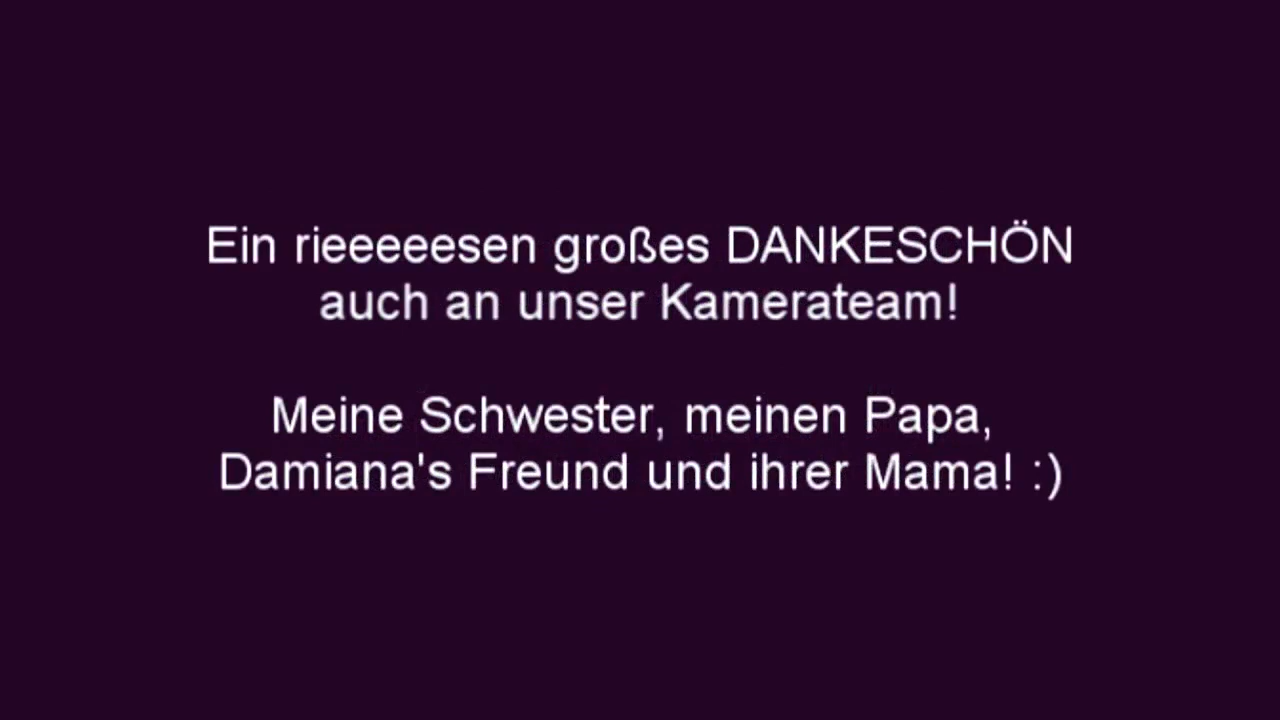 Ein rieeeeesen großes DANKESCHÖN
auch an unser Kamerateam!
Meine Schwester, meinen Papa,
Damiana's Freund und ihrer Mama! :)